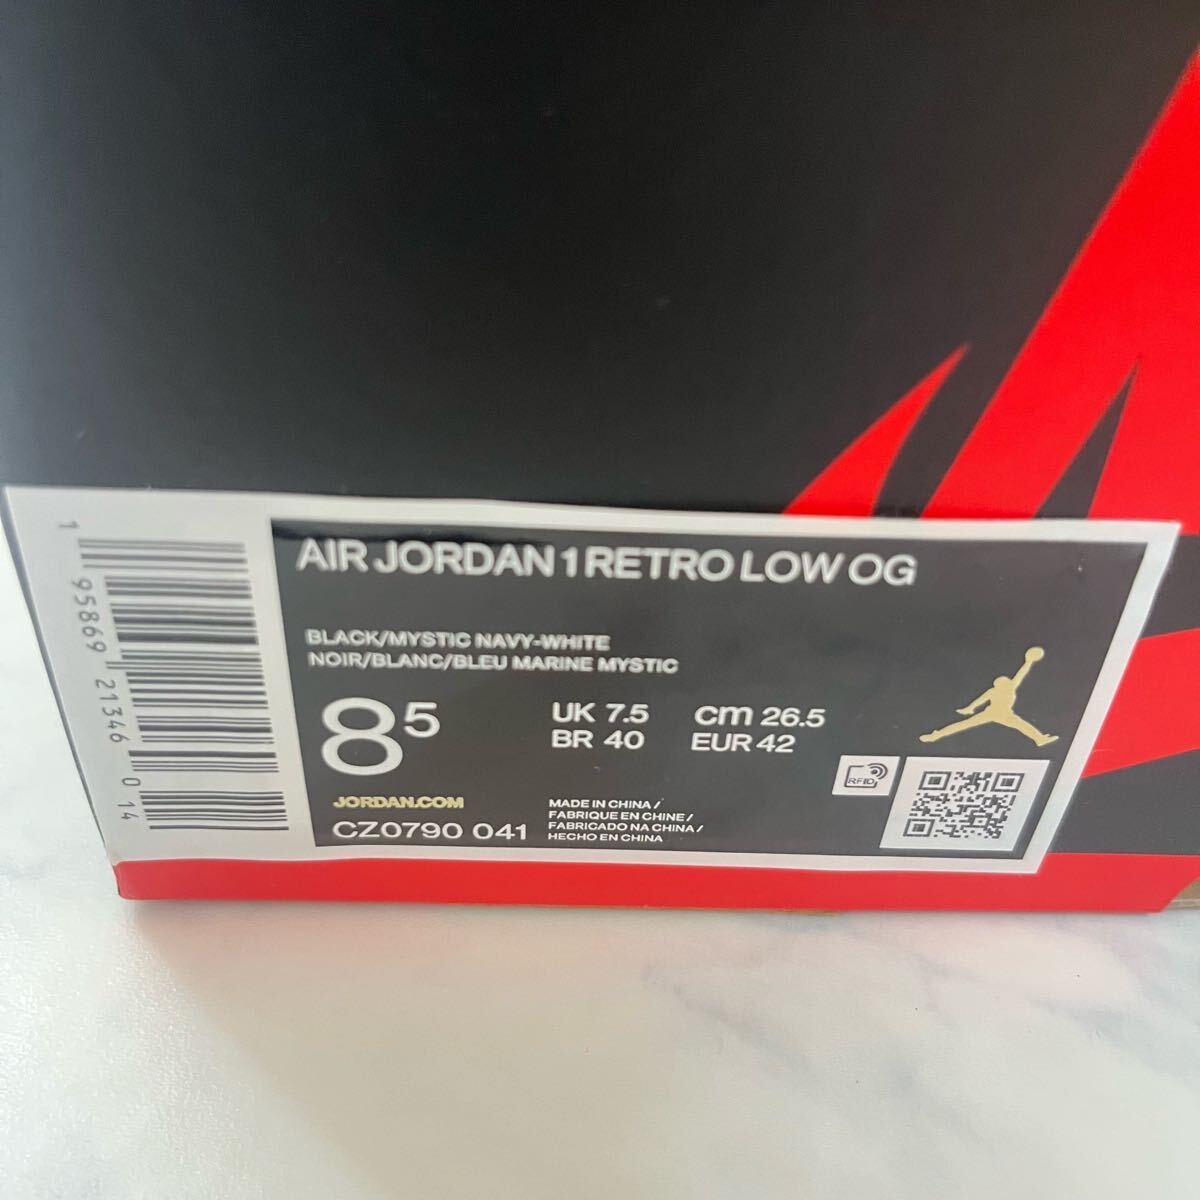 AIR JORDAN 1 RETRO LOW OG
BLACK/MYSTIC NAVY-WHITE
NOIR/BLANC/BLEU MARINE MYSTIC
8⁵
UK 7.5
BR 40
cm 26.5
EUR 42
RFID
JORDAN.COM
CZ0790 041
MADE IN CHINA /
FABRIQUE EN CHINE /
FABRICADO NA CHINA /
HECHO EN CHINA
1 95869 21346 0 14